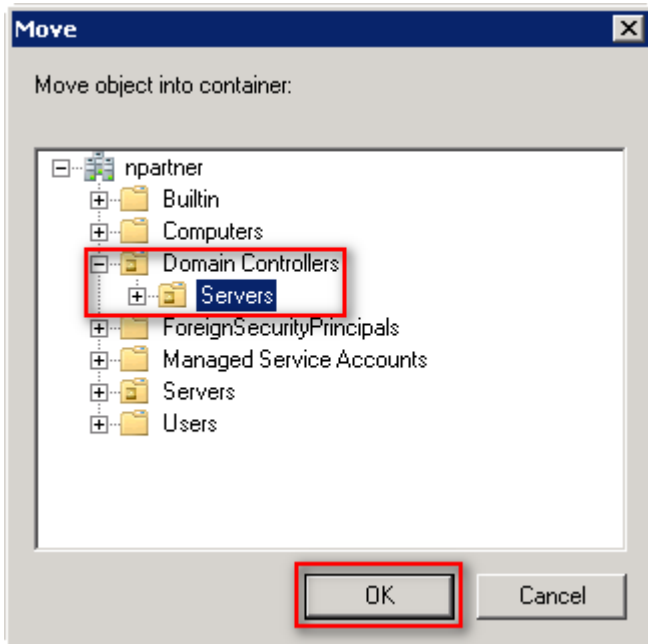 Move
Move object into container:
npartner
Builtin
Computers
Domain Controllers
Servers
ForeignSecurityPrincipals
Managed Service Accounts
Servers
Users
OK
Cancel